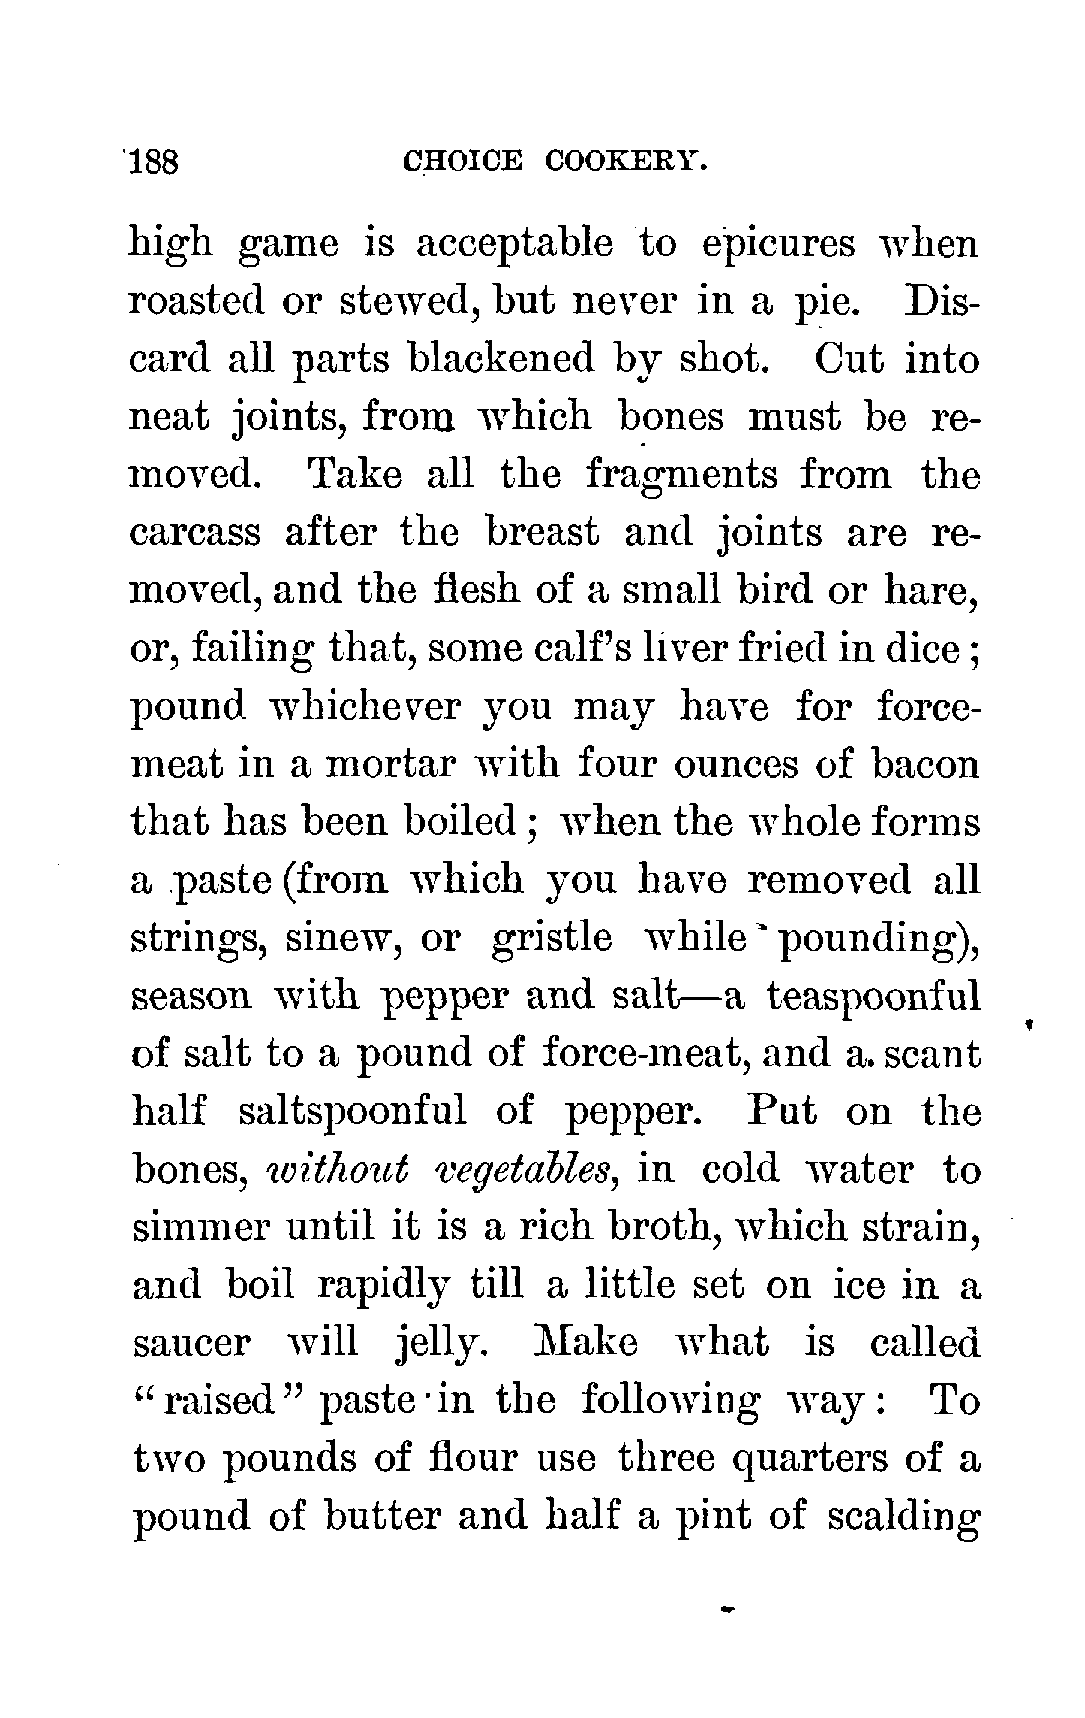 188 CHOICE COOKERY.
high game is acceptable to epicures when
roasted or stewed, but never in a pie. Dis-
card all parts blackened by shot. Cut into
neat joints, from which bones must be re-
moved. Take all the fragments from the
carcass after the breast and joints are re-
moved, and the flesh of a small bird or hare,
or, failing that, some calf's liver fried in dice;
pound whichever you may have for force-
meat in a mortar with four ounces of bacon
that has been boiled; when the whole forms
a paste (from which you have removed all
strings, sinew, or gristle while pounding),
season with pepper and salt—a teaspoonful
of salt to a pound of force-meat, and a scant
half saltspoonful of pepper. Put on the
bones, without vegetables, in cold water to
simmer until it is a rich broth, which strain,
and boil rapidly till a little set on ice in a
saucer will jelly. Make what is called
"raised" paste in the following way: To
two pounds of flour use three quarters of a
pound of butter and half a pint of scalding